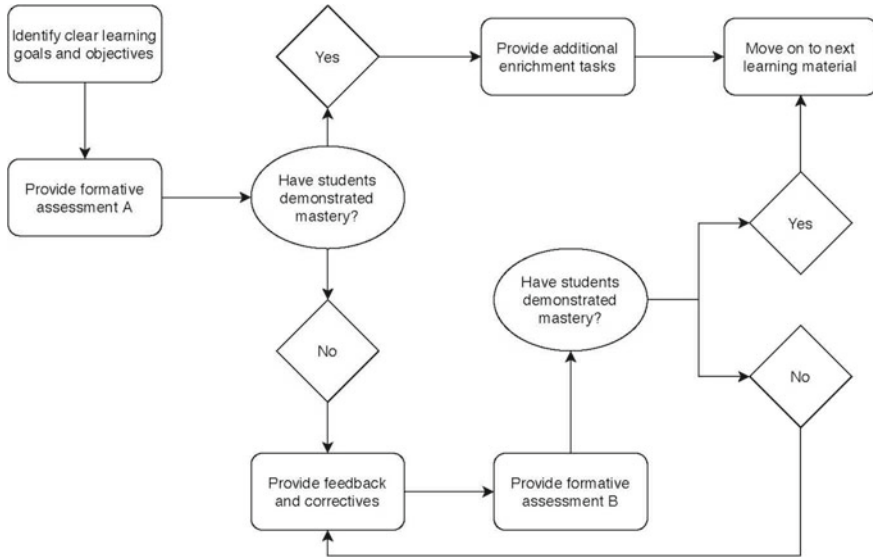 Identify clear learning
goals and objectives
Yes
Provide additional
enrichment tasks
Move on to next
learning material
Provide formative
assessment A
Have students
demonstrated
mastery?
Yes
Have students
demonstrated
mastery?
No
No
Provide feedback
and correctives
Provide formative
assessment B